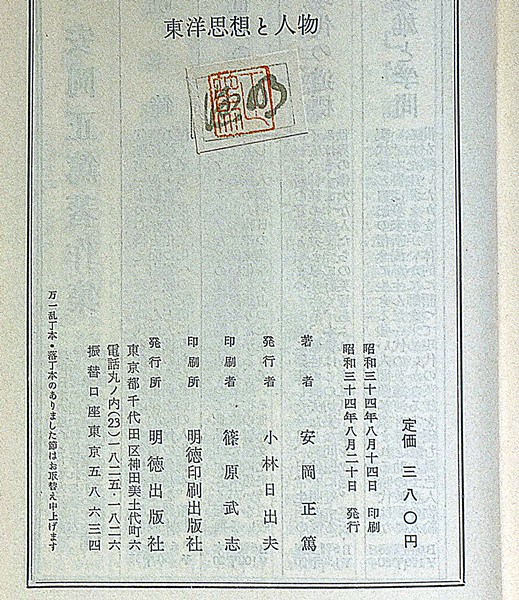 東洋思想と人物
定価 三八〇円
昭和三十四年八月十四日 印刷
昭和三十四年八月二十日 発行
著者 安岡正篤
発行者 小林日出夫
印刷者 篠原武志
印刷所 明徳印刷出版社
発行所 明徳出版社
東京都千代田区神田美土代町六
電話丸ノ内(23)一八二五・一八二六
振替口座東京五八六三四
万一乱丁本・落丁本のありました節はお取替え申上げます